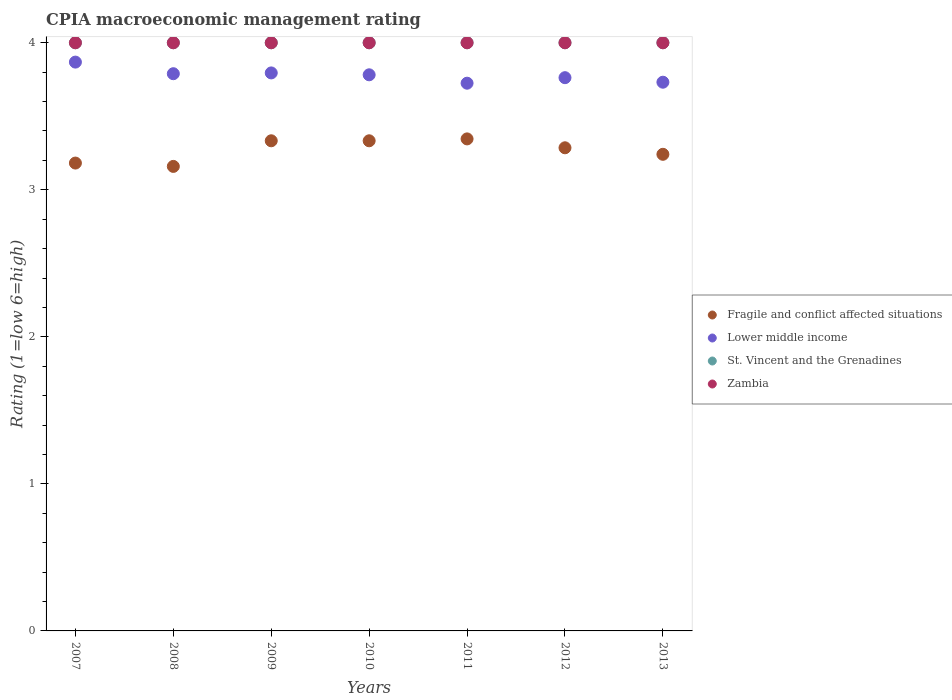 CPIA macroeconomic management rating
Rating (1=low 6=high)
4
3
2
1
0
2007
2008
2009
2010
2011
2012
2013
Years
Fragile and conflict affected situations
Lower middle income
St. Vincent and the Grenadines
Zambia